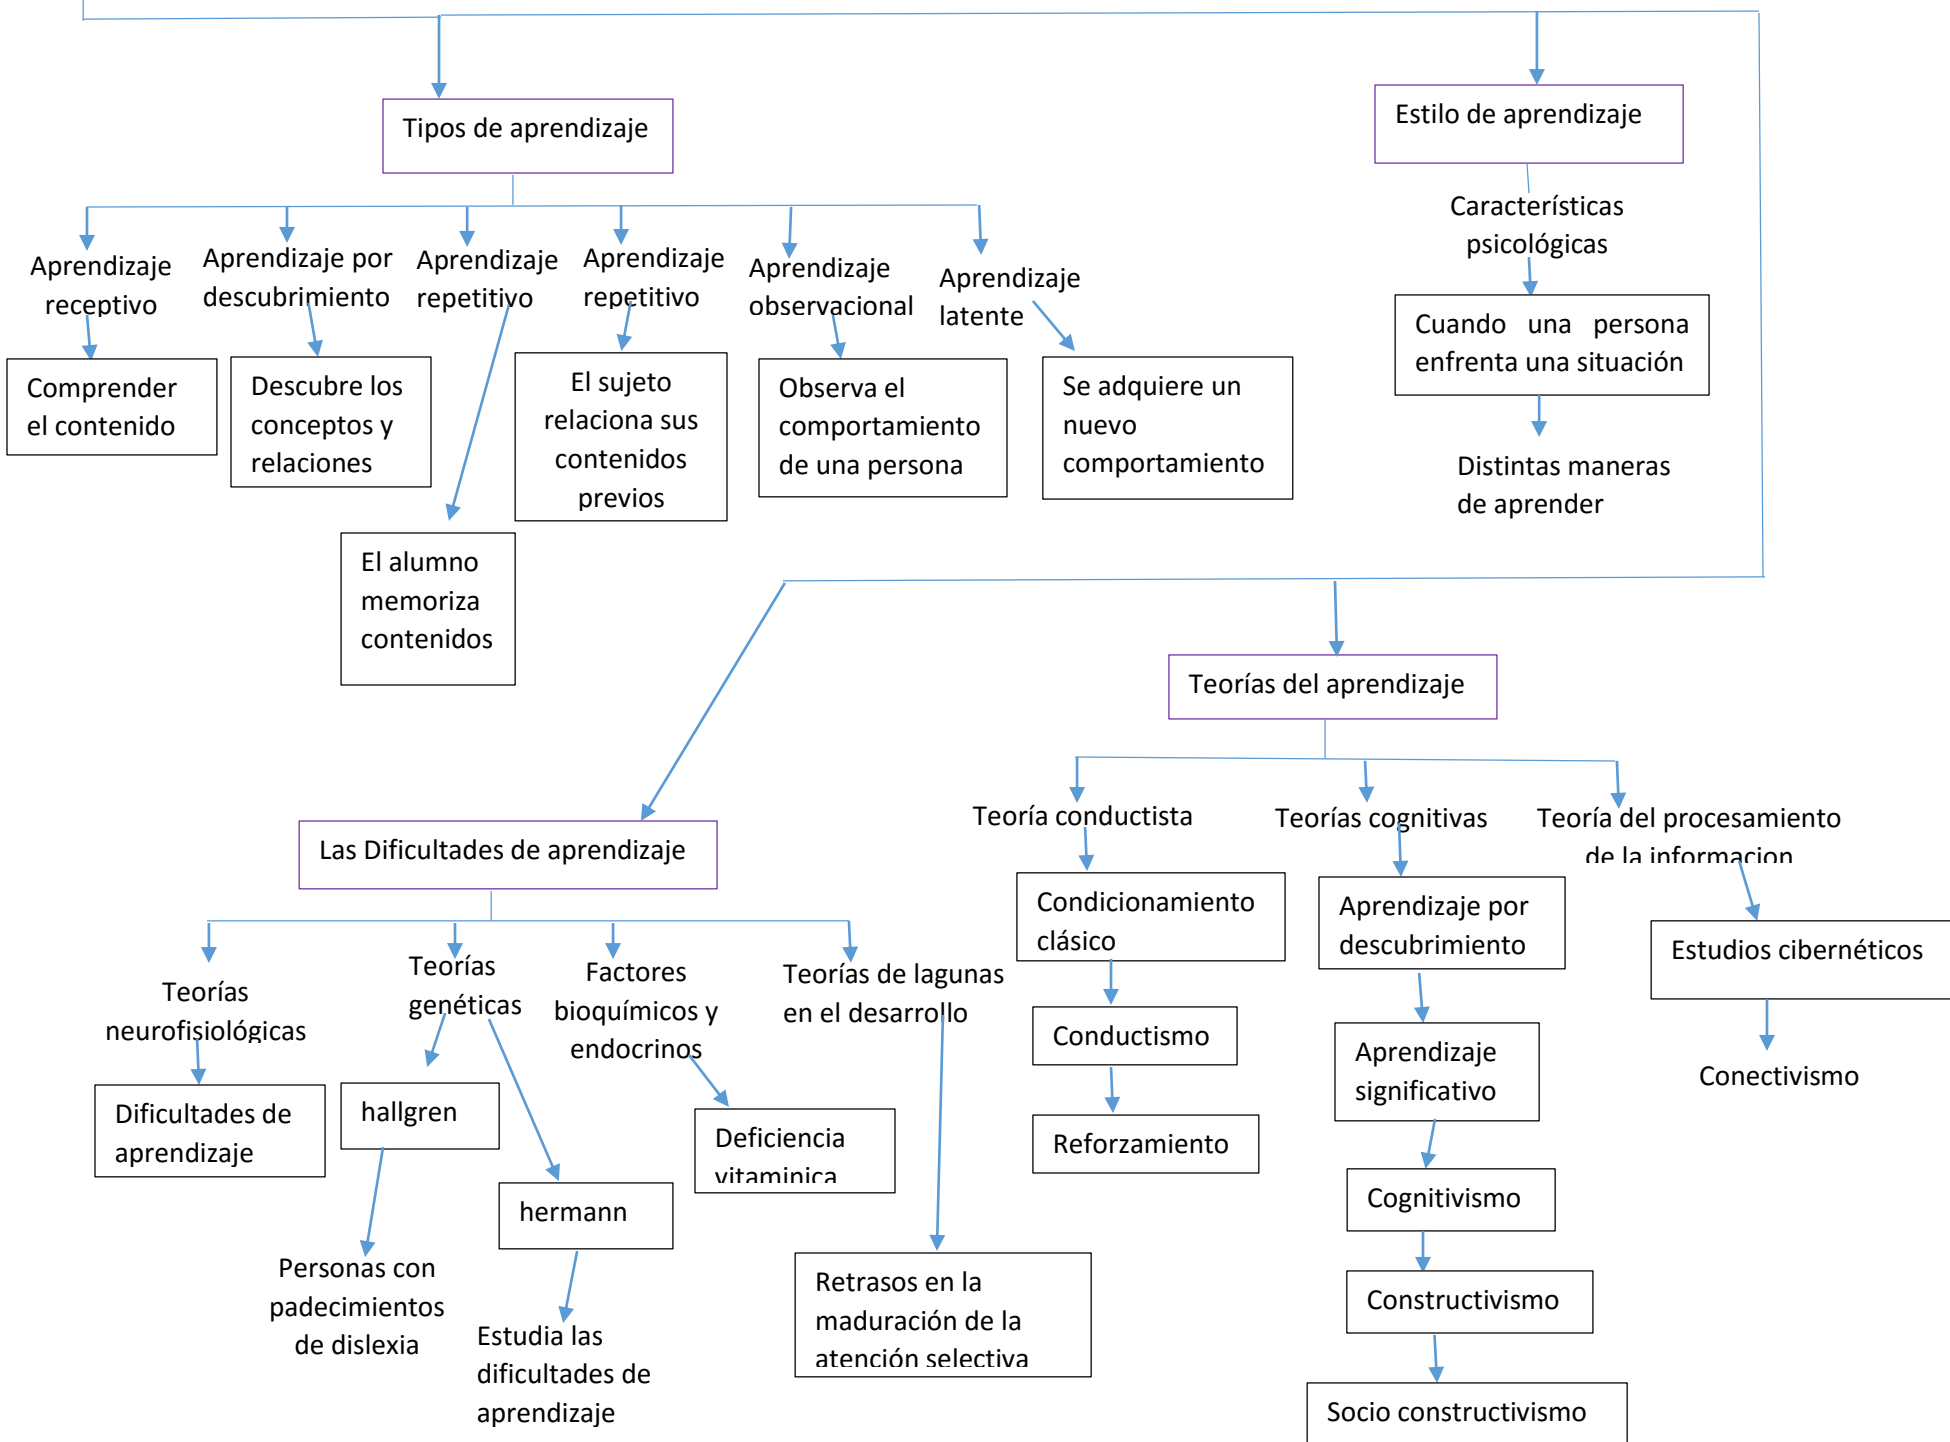 Tipos de aprendizaje
Estilo de aprendizaje
Aprendizaje
receptivo
Aprendizaje por
descubrimiento
Aprendizaje
repetitivo
Aprendizaje
repetitivo
Aprendizaje
observacional
Aprendizaje
latente
Características
psicológicas
Comprender
el contenido
Descubre los
conceptos y
relaciones
El alumno
memoriza
contenidos
El sujeto
relaciona sus
contenidos
previos
Observa el
comportamiento
de una persona
Se adquiere un
nuevo
comportamiento
Cuando una persona
enfrenta una situación
Distintas maneras
de aprender
Teorías del aprendizaje
Teoría conductista
Teorías cognitivas
Teoría del procesamiento
de la informacion
Condicionamiento
clásico
Conductismo
Reforzamiento
Aprendizaje por
descubrimiento
Aprendizaje
significativo
Cognitivismo
Constructivismo
Socio constructivismo
Estudios cibernéticos
Conectivismo
Las Dificultades de aprendizaje
Teorías
neurofisiológicas
Teorías
genéticas
Factores
bioquímicos y
endocrinos
Teorías de lagunas
en el desarrollo
Dificultades de
aprendizaje
hallgren
Personas con
padecimientos
de dislexia
hermann
Estudia las
dificultades de
aprendizaje
Deficiencia
vitaminica
Retrasos en la
maduración de la
atención selectiva